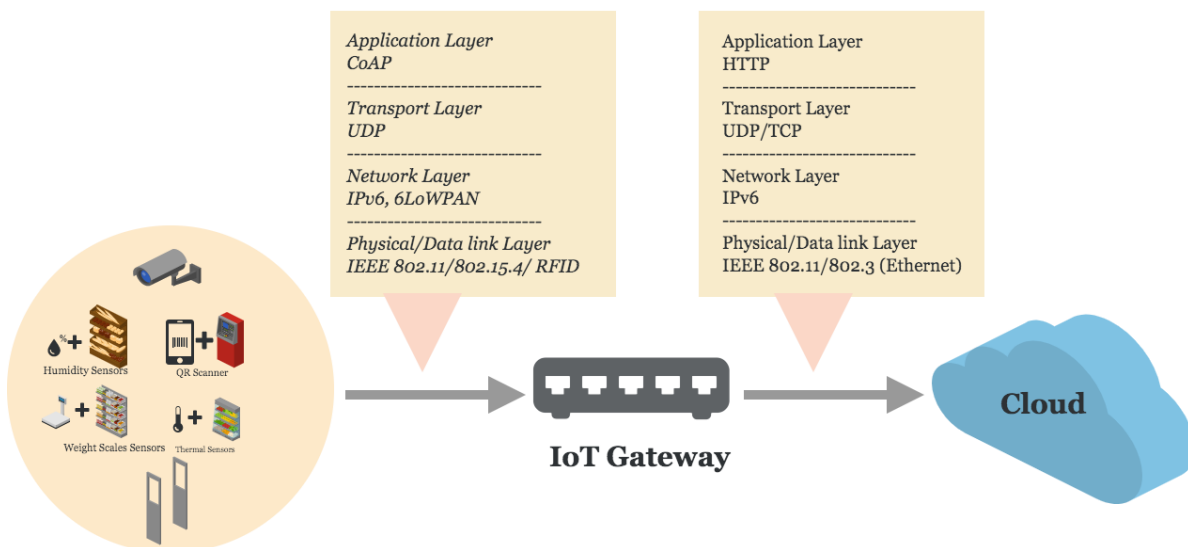 Application Layer
CoAP
-----------------------------
Transport Layer
UDP
-----------------------------
Network Layer
IPv6, 6LoWPAN
-----------------------------
Physical/Data link Layer
IEEE 802.11/802.15.4/ RFID
Application Layer
HTTP
-----------------------------
Transport Layer
UDP/TCP
-----------------------------
Network Layer
IPv6
-----------------------------
Physical/Data link Layer
IEEE 802.11/802.3 (Ethernet)
%
+
+
Humidity Sensors
QR Scanner
+
+
Weight Scales Sensors
Thermal Sensors
IoT Gateway
Cloud